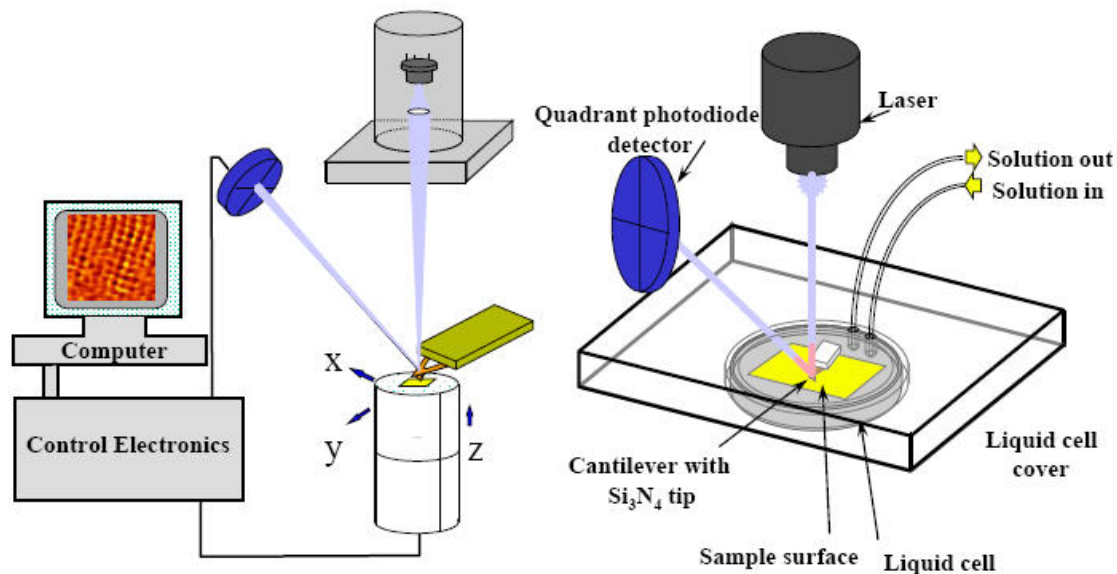 Computer
Control Electronics
x
y
z
Quadrant photodiode
detector
Laser
Solution out
Solution in
Cantilever with
Si₃N₄ tip
Sample surface
Liquid cell
Liquid cell
cover